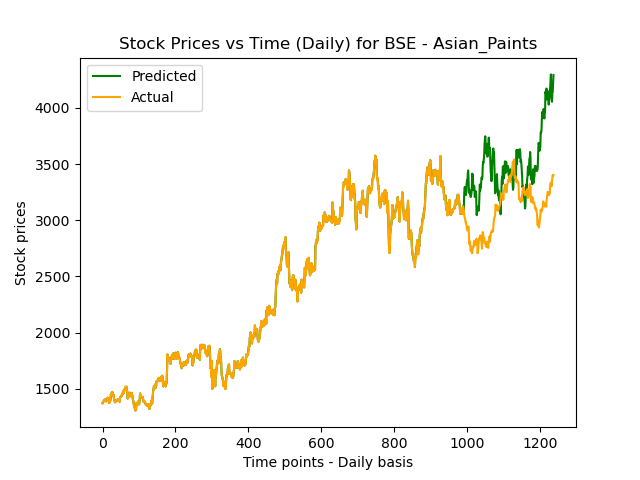 Stock Prices vs Time (Daily) for BSE - Asian_Paints
Predicted
Actual
4000
3500
3000
2500
2000
1500
Stock prices
0 200 400 600 800 1000 1200
Time points - Daily basis